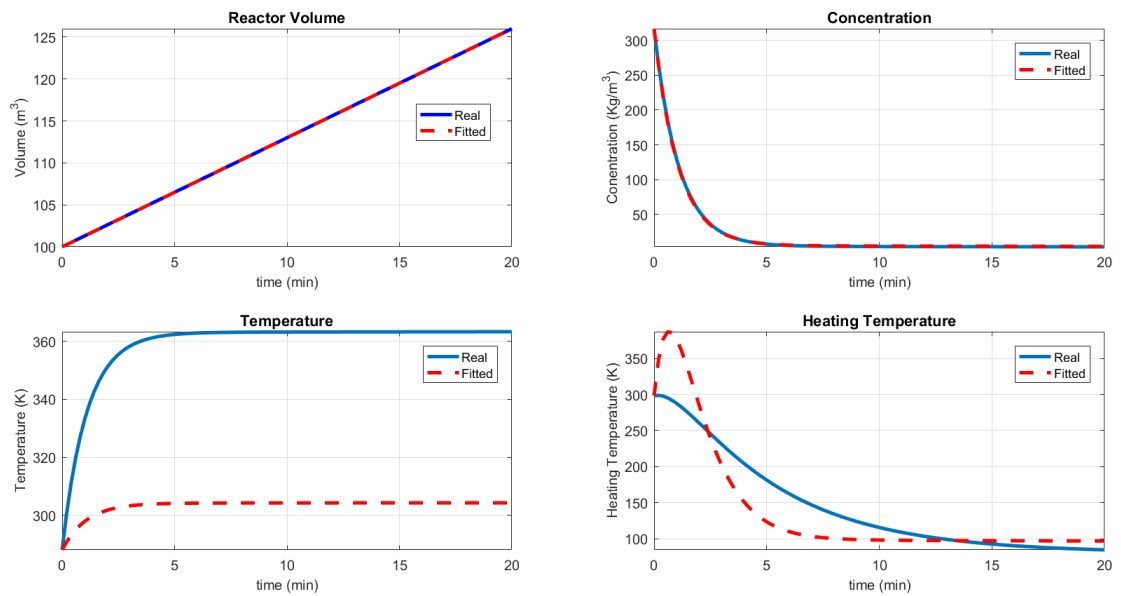 Reactor Volume
Volume (m3)
125
120
115
110
105
100
Real
Fitted
0 5 10 15 20
time (min)
Concentration
Conentration (Kg/m3)
300
250
200
150
100
50
Real
Fitted
0 5 10 15 20
time (min)
Temperature
Temperature (K)
360
340
320
300
Real
Fitted
0 5 10 15 20
time (min)
Heating Temperature
Heating Temperature (K)
350
300
250
200
150
100
Real
Fitted
0 5 10 15 20
time (min)